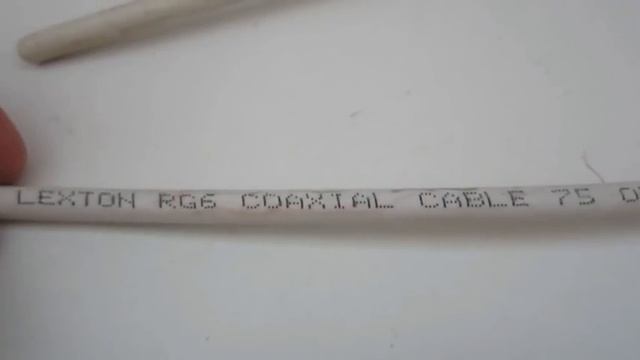 LEXTON RG6 COAXIAL CABLE 75 O